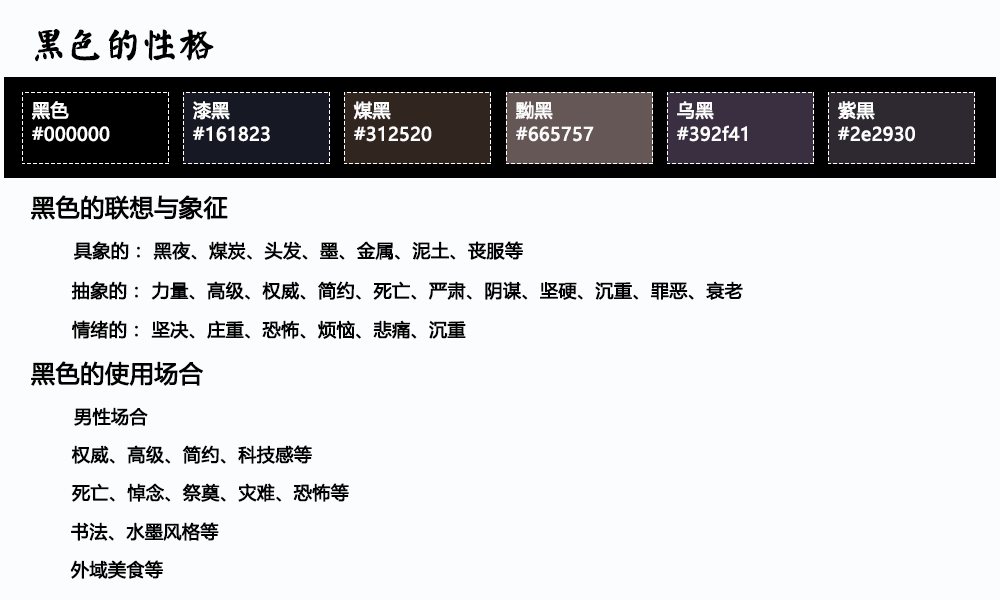 黑色的性格
黑色 漆黑 煤黑 黝黑 乌黑 紫黒
#000000 #161823 #312520 #665757 #392f41 #2e2930
黑色的联想与象征
具象的： 黑夜、煤炭、头发、墨、金属、泥土、丧服等
抽象的： 力量、高级、权威、简约、死亡、严肃、阴谋、坚硬、沉重、罪恶、衰老
情绪的： 坚决、庄重、恐怖、烦恼、悲痛、沉重
黑色的使用场合
男性场合
权威、高级、简约、科技感等
死亡、悼念、祭奠、灾难、恐怖等
书法、水墨风格等
外域美食等